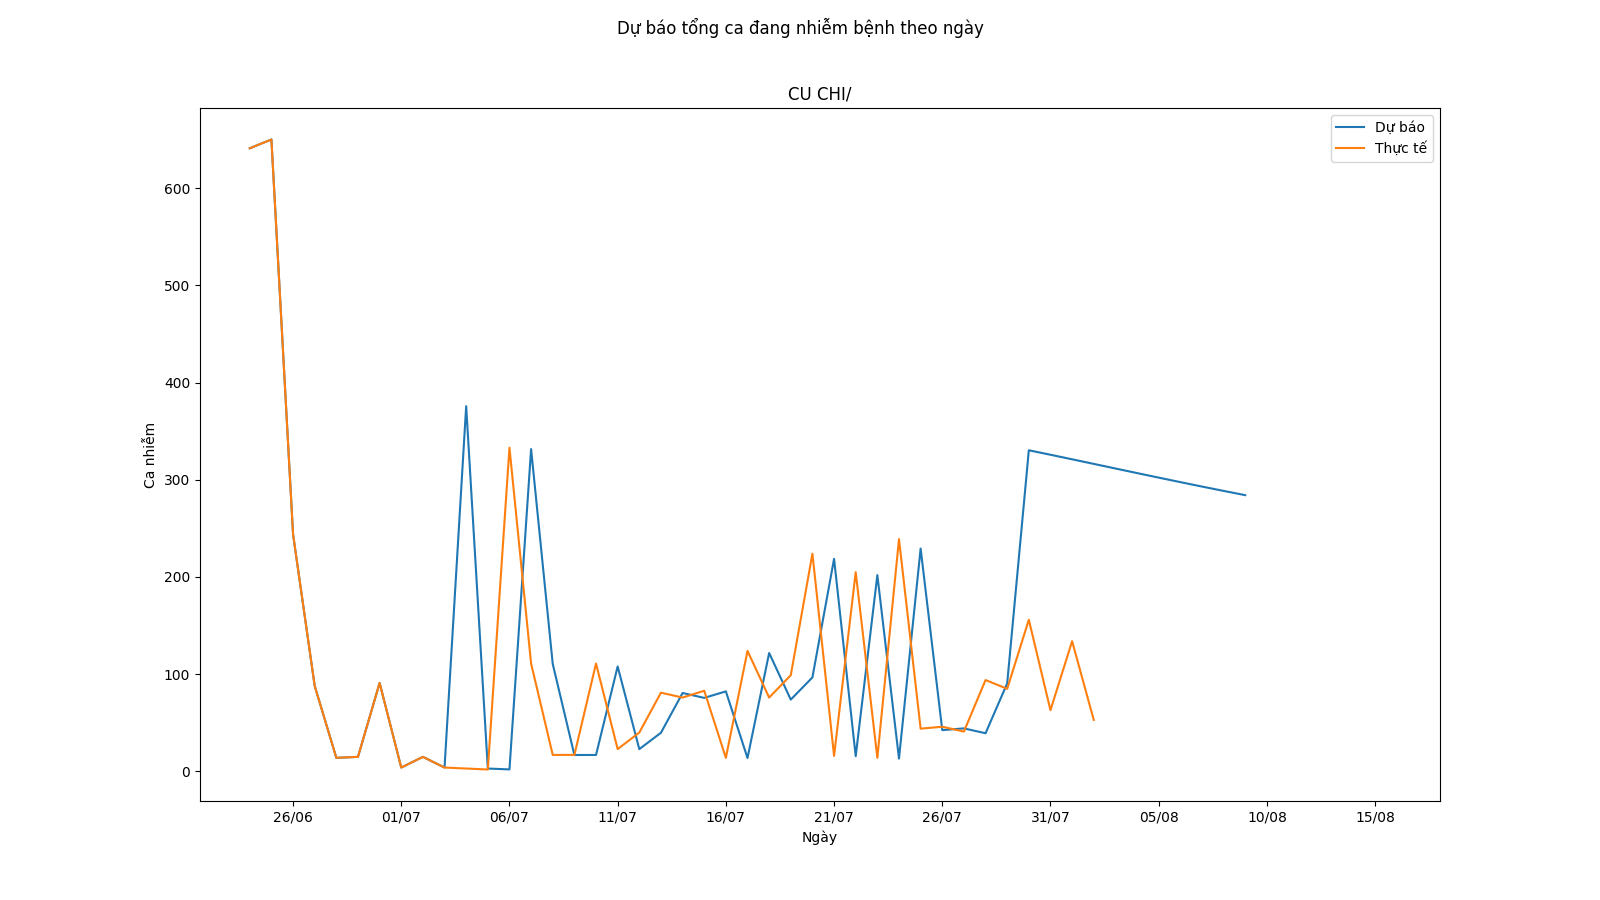 Dự báo tổng ca đang nhiễm bệnh theo ngày
CU CHI/
Dự báo
Thực tế
600
500
400
300
200
100
0
Ca nhiễm
26/06 01/07 06/07 11/07 16/07 21/07 26/07 31/07 05/08 10/08 15/08
Ngày